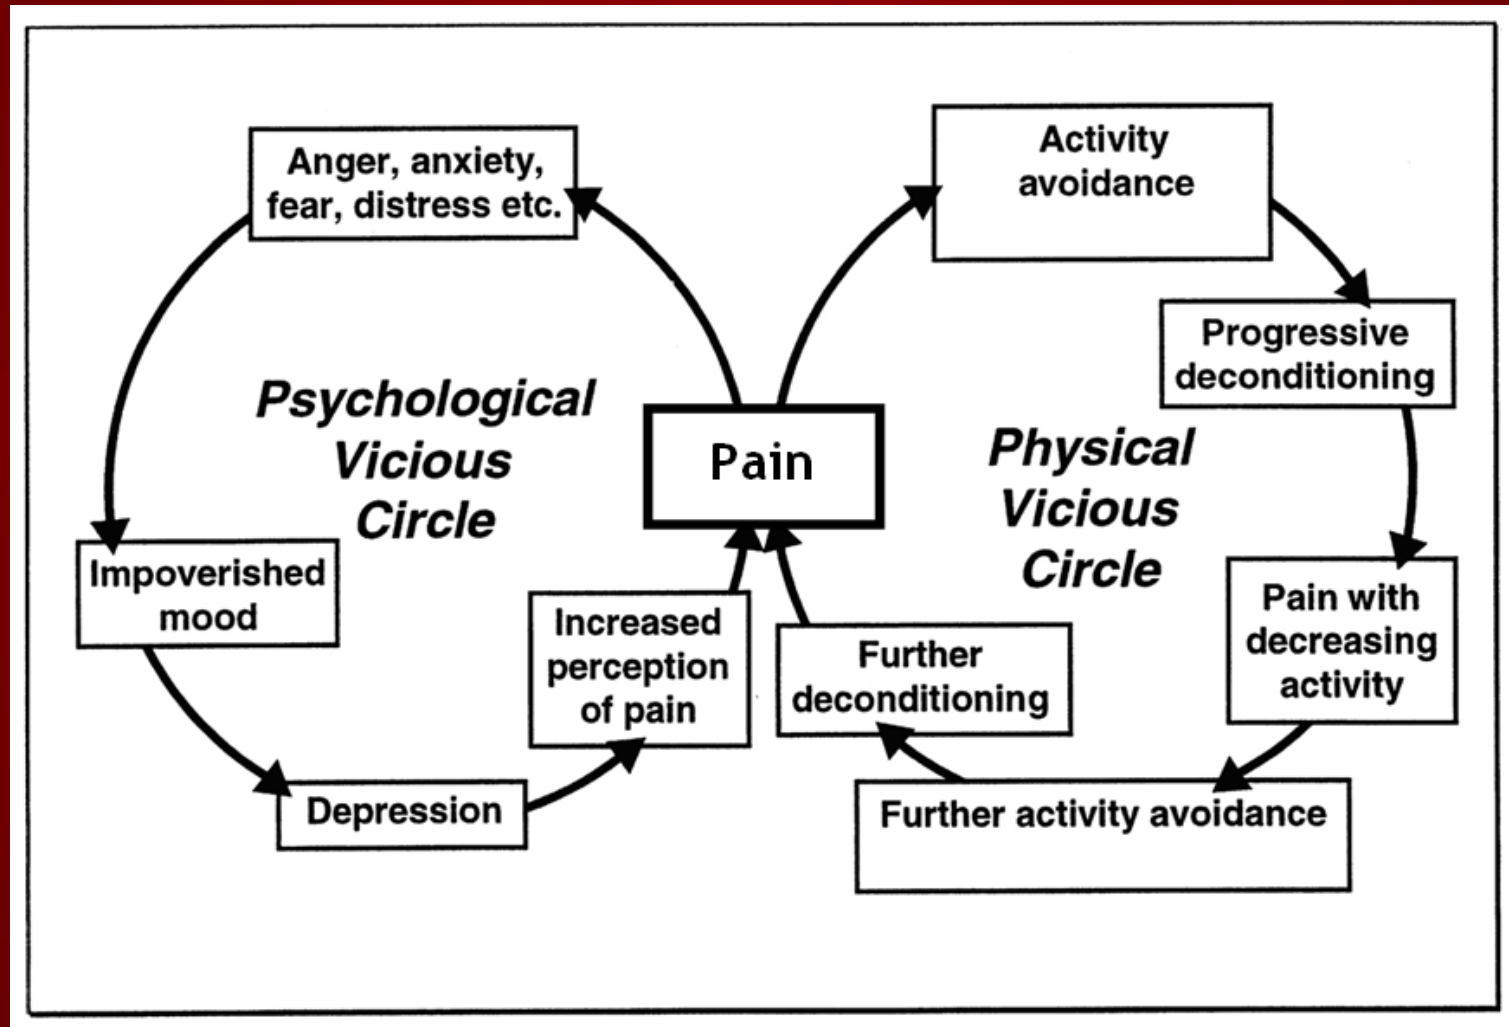 Anger, anxiety,
fear, distress etc.
Psychological
Vicious
Circle
Impoverished
mood
Depression
Increased
perception
of pain
Pain
Activity
avoidance
Progressive
deconditioning
Physical
Vicious
Circle
Pain with
decreasing
activity
Further activity avoidance
Further
deconditioning